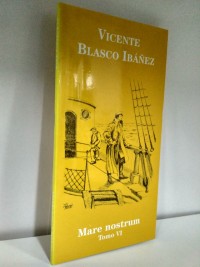 VICENTE
BLASCO IBÁÑEZ
Mare nostrum
Tomo VI